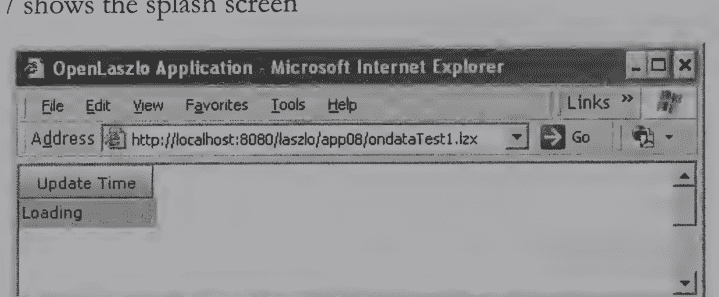 7 shows the splash screen
OpenLaszlo Application - Microsoft Internet Explorer
File Edit View Favorites Tools Help Links »
Address http://localhost:8080/laszlo/app08/ondataTest1.lzx Go
Update Time
Loading